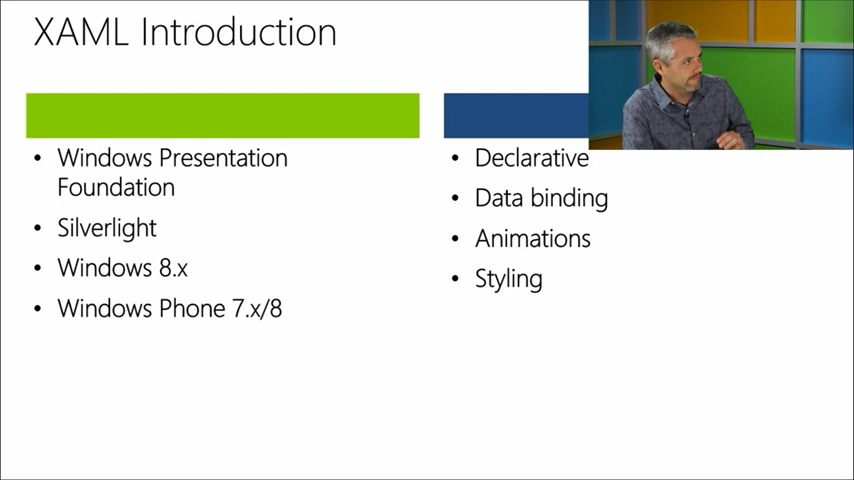 XAML Introduction
• Windows Presentation
Foundation
• Silverlight
• Windows 8.x
• Windows Phone 7.x/8
• Declarative
• Data binding
• Animations
• Styling